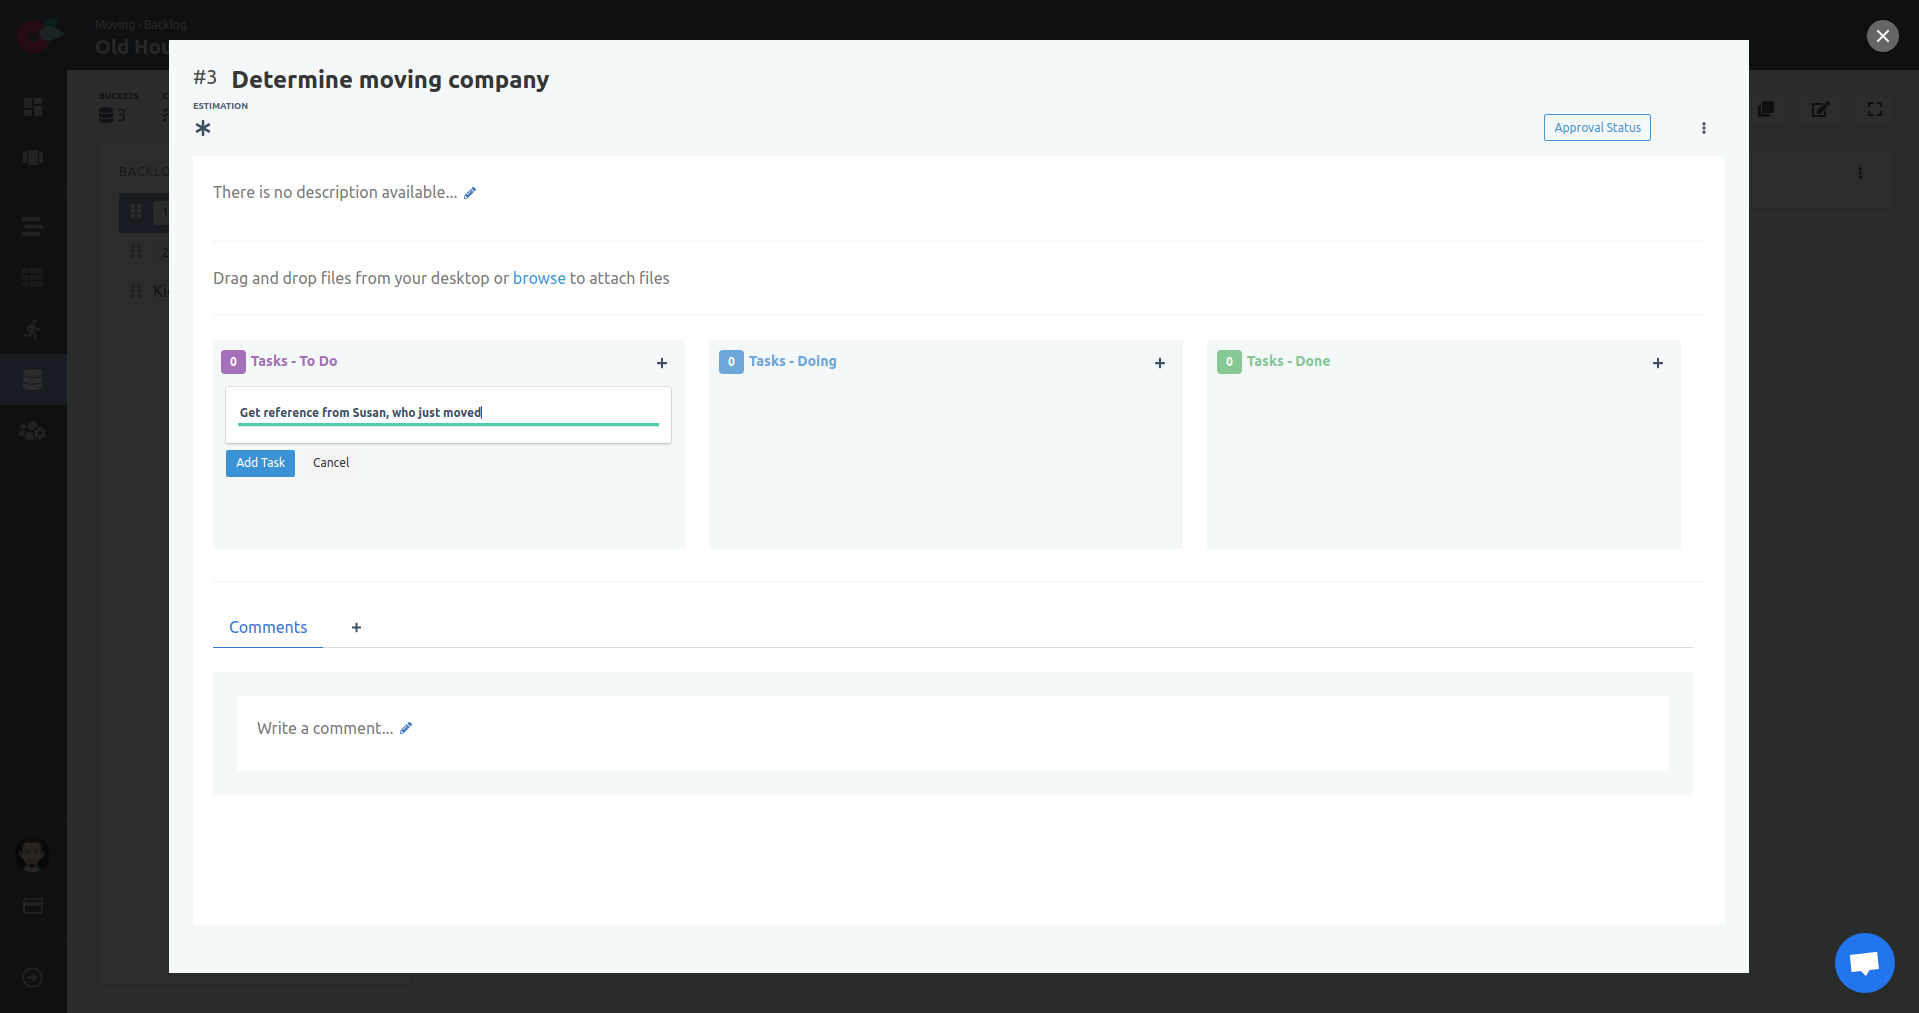 Moving - Backlog
Old Hou
BUCKETS
3
BACKLO
1
2
#3 Determine moving company
ESTIMATION
Approval Status
There is no description available...
Drag and drop files from your desktop or browse to attach files
0 Tasks - To Do
0 Tasks - Doing
0 Tasks - Done
Get reference from Susan, who just moved
Add Task Cancel
Comments
Write a comment...